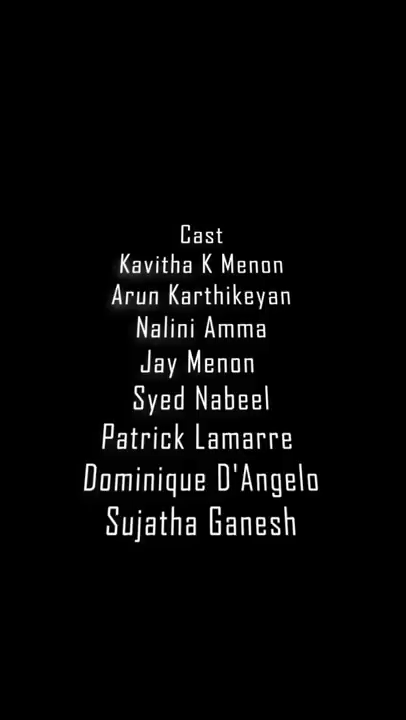 Cast
Kavitha K Menon
Arun Karthikeyan
Nalini Amma
Jay Menon
Syed Nabeel
Patrick Lamarre
Dominique D'Angelo
Sujatha Ganesh